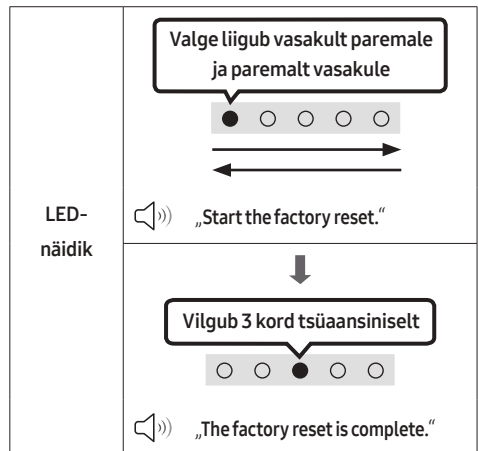 Valge liigub vasakult paremale
ja paremalt vasakule
LED-
näidik
„Start the factory reset.“
Vilgub 3 kord tsüaansiniselt
„The factory reset is complete.“